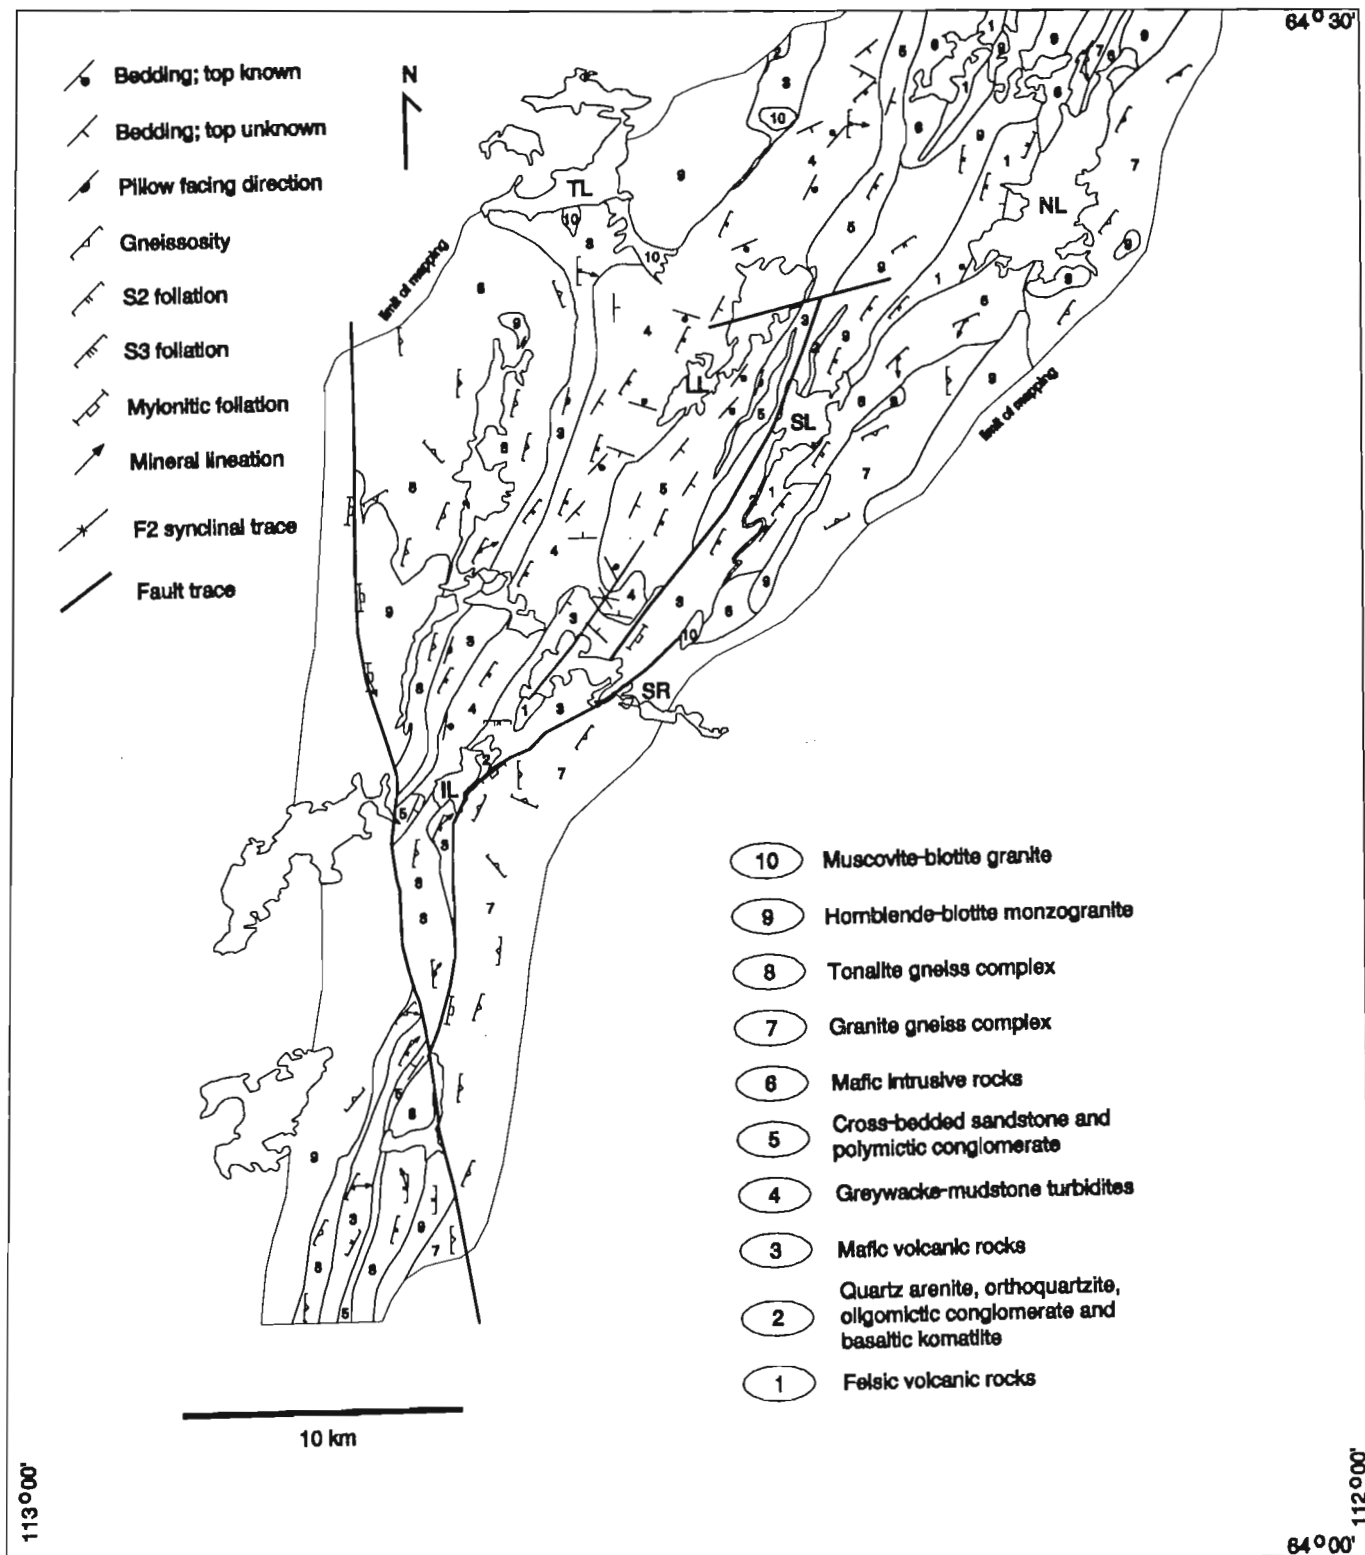 64° 30'
Bedding; top known
Bedding; top unknown
Pillow facing direction
Gneissosity
S2 foliation
S3 foliation
Mylonitic foliation
Mineral lineation
F2 synclinal trace
Fault trace
N
limit of mapping
TL
NL
LL
SL
limit of mapping
SR
IL
10 Muscovite-biotite granite
9 Hornblende-biotite monzogranite
8 Tonalite gneiss complex
7 Granite gneiss complex
6 Mafic intrusive rocks
5 Cross-bedded sandstone and
polymictic conglomerate
4 Greywacke-mudstone turbidites
3 Mafic volcanic rocks
2 Quartz arenite, orthoquartzite,
oligomictic conglomerate and
basaltic komatiite
1 Felsic volcanic rocks
10 km
113°00'
112°00'
64°00'